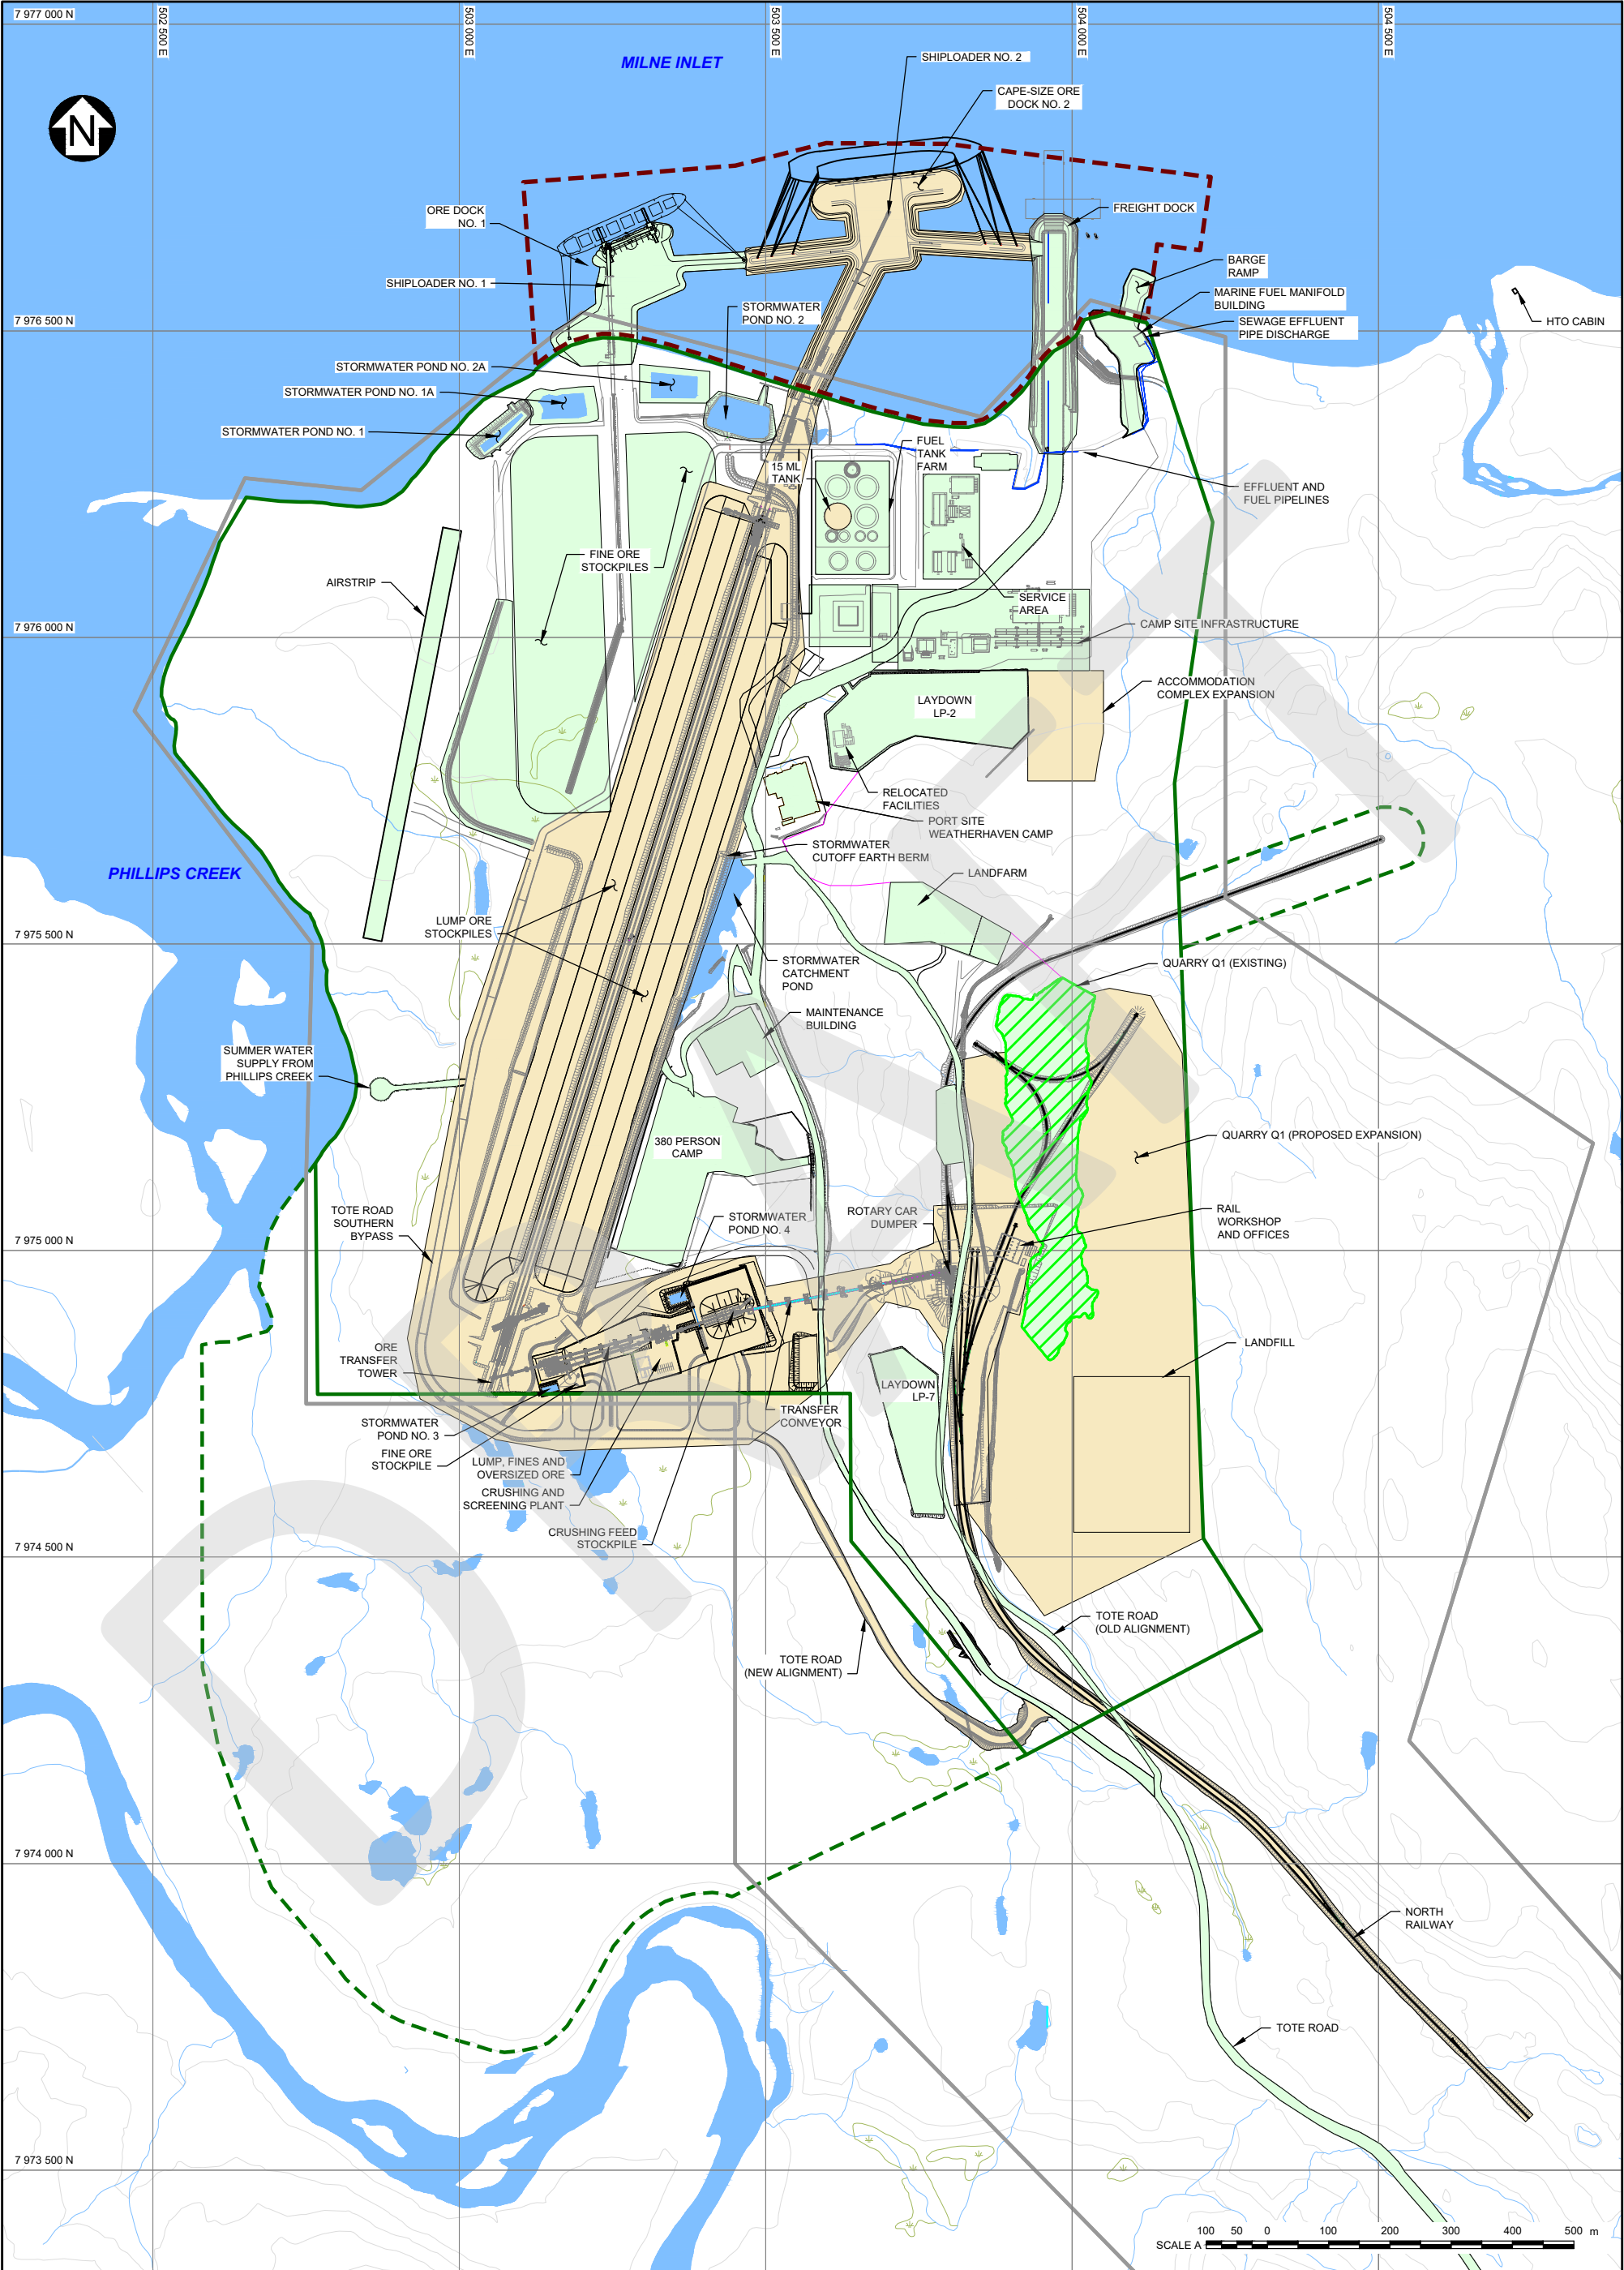 7 977 000 N
502 500 E
503 000 E
503 500 E
504 000 E
504 500 E
MILNE INLET
SHIPLOADER NO. 2
CAPE-SIZE ORE
DOCK NO. 2
N
ORE DOCK
NO. 1
FREIGHT DOCK
SHIPLOADER NO. 1
BARGE
RAMP
MARINE FUEL MANIFOLD
BUILDING
STORMWATER
POND NO. 2
SEWAGE EFFLUENT
PIPE DISCHARGE
HTO CABIN
7 976 500 N
STORMWATER POND NO. 2A
STORMWATER POND NO. 1A
STORMWATER POND NO. 1
FUEL
TANK
FARM
15 ML
TANK
EFFLUENT AND
FUEL PIPELINES
FINE ORE
STOCKPILES
AIRSTRIP
SERVICE
AREA
7 976 000 N
CAMP SITE INFRASTRUCTURE
ACCOMMODATION
COMPLEX EXPANSION
LAYDOWN
LP-2
RELOCATED
FACILITIES
PORT SITE
WEATHERHAVEN CAMP
STORMWATER
CUTOFF EARTH BERM
PHILLIPS CREEK
LANDFARM
LUMP ORE
STOCKPILES
7 975 500 N
STORMWATER
CATCHMENT
POND
QUARRY Q1 (EXISTING)
MAINTENANCE
BUILDING
SUMMER WATER
SUPPLY FROM
PHILLIPS CREEK
380 PERSON
CAMP
QUARRY Q1 (PROPOSED EXPANSION)
TOTE ROAD
SOUTHERN
BYPASS
STORMWATER
POND NO. 4
ROTARY CAR
DUMPER
RAIL
WORKSHOP
AND OFFICES
7 975 000 N
ORE
TRANSFER
TOWER
LANDFILL
LAYDOWN
LP-7
TRANSFER
CONVEYOR
STORMWATER
POND NO. 3
FINE ORE
STOCKPILE
LUMP, FINES AND
OVERSIZED ORE
CRUSHING AND
SCREENING PLANT
CRUSHING FEED
STOCKPILE
7 974 500 N
TOTE ROAD
(OLD ALIGNMENT)
TOTE ROAD
(NEW ALIGNMENT)
7 974 000 N
NORTH
RAILWAY
TOTE ROAD
7 973 500 N
100 50 0 100 200 300 400 500 m
SCALE A
DRAFT